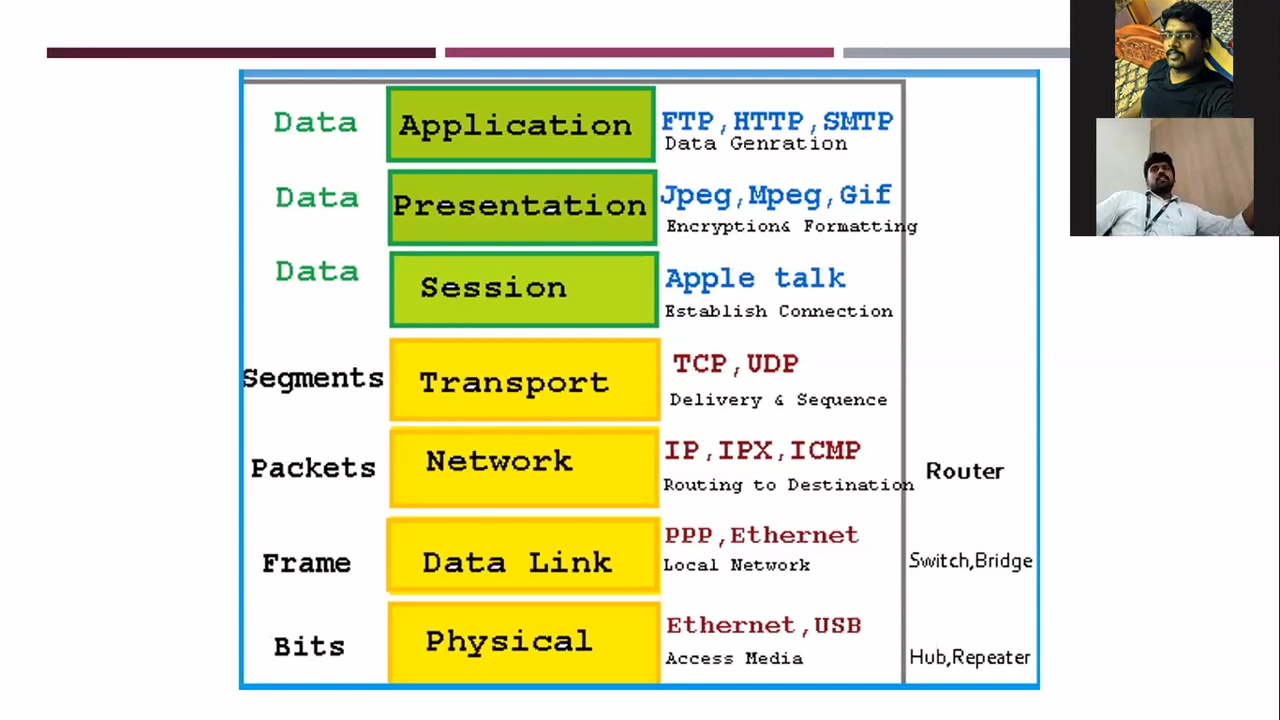 Data Application FTP,HTTP,SMTP
Data Genration
Data Presentation Jpeg,Mpeg,Gif
Encryption& Formatting
Data Session Apple talk
Establish Connection
Segments Transport TCP,UDP
Delivery & Sequence
Packets Network IP,IPX,ICMP
Routing to Destination Router
Frame Data Link PPP,Ethernet
Local Network Switch,Bridge
Bits Physical Ethernet,USB
Access Media Hub,Repeater